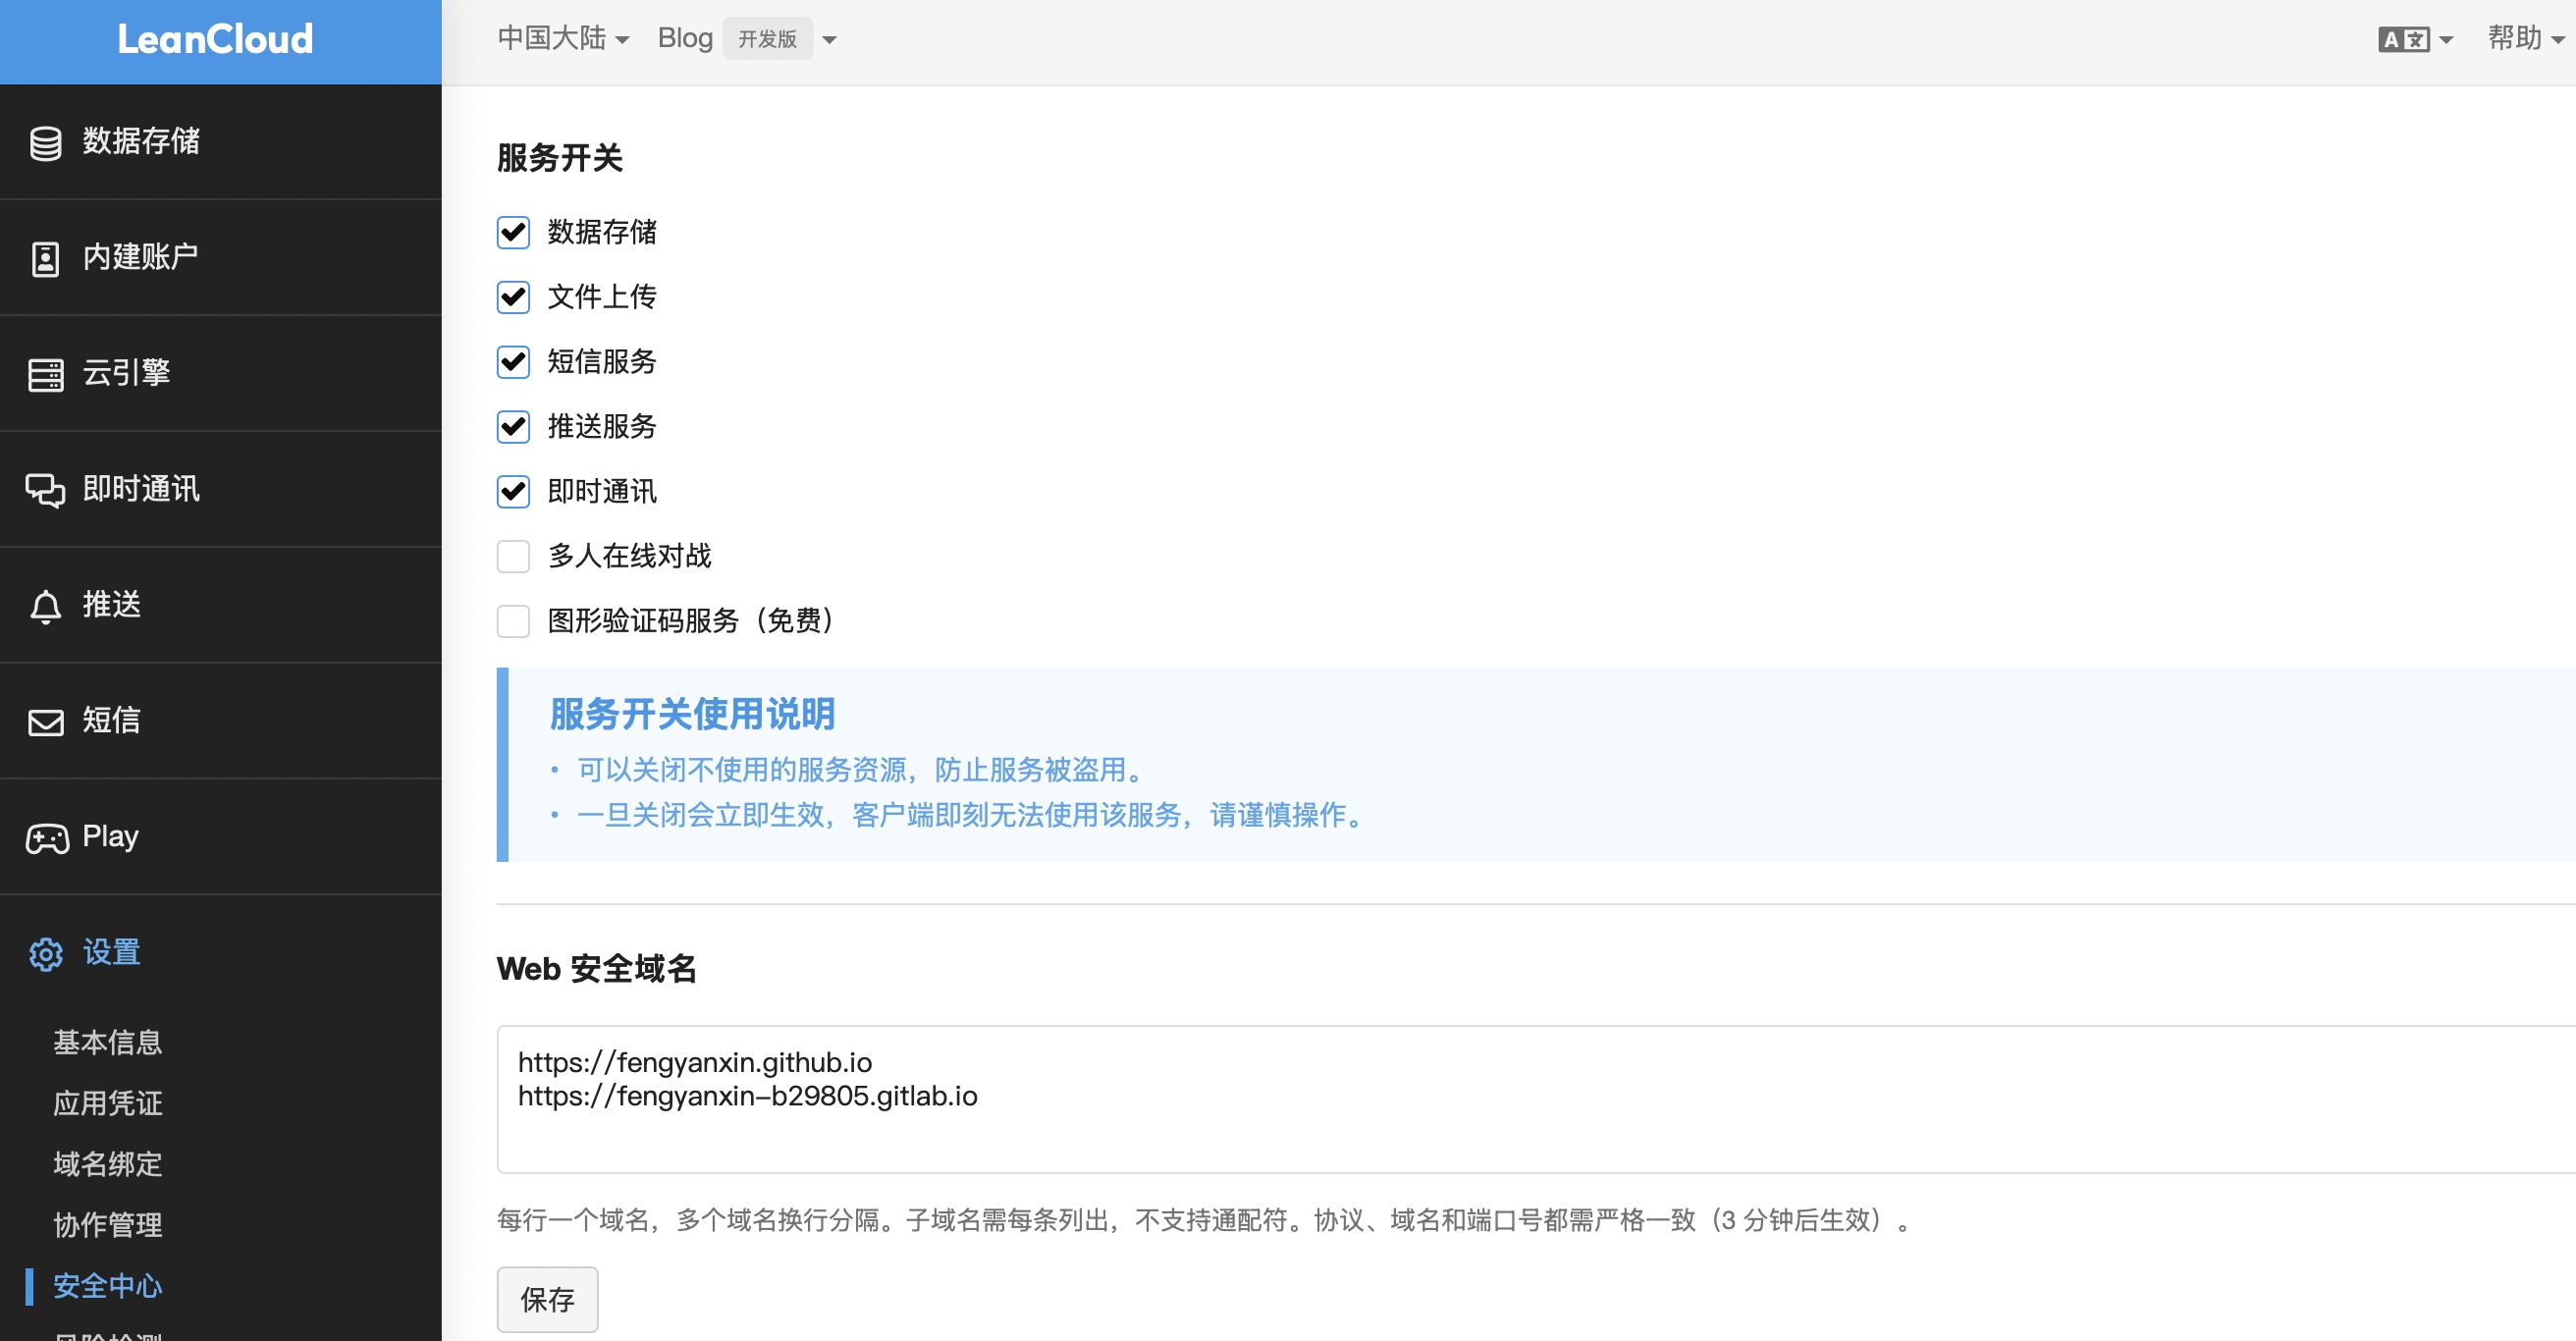 LeanCloud
中国大陆
Blog 开发版
A文
帮助
数据存储
内建账户
云引擎
即时通讯
推送
短信
Play
设置
基本信息
应用凭证
域名绑定
协作管理
安全中心
风险检测
服务开关
数据存储
文件上传
短信服务
推送服务
即时通讯
多人在线对战
图形验证码服务（免费）
服务开关使用说明
• 可以关闭不使用的服务资源，防止服务被盗用。
• 一旦关闭会立即生效，客户端即刻无法使用该服务，请谨慎操作。
Web 安全域名
https://fengyanxin.github.io
https://fengyanxin-b29805.gitlab.io
每行一个域名，多个域名换行分隔。子域名需每条列出，不支持通配符。协议、域名和端口号都需严格一致（3 分钟后生效）。
保存